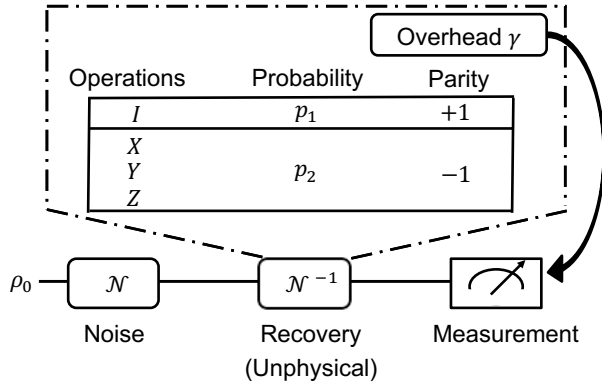 Overhead γ
Operations Probability Parity
I p₁ +1
X
Y p₂ −1
Z
ρ₀ 𝒩 𝒩⁻¹
Noise Recovery Measurement
(Unphysical)